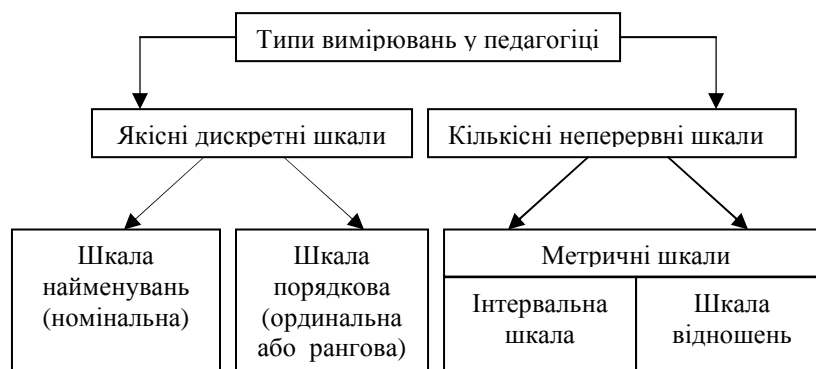 Типи вимірювань у педагогіці
Якісні дискретні шкали
Кількісні неперервні шкали
Шкала
найменувань
(номінальна)
Шкала
порядкова
(ординальна
або рангова)
Метричні шкали
Інтервальна
шкала
Шкала
відношень